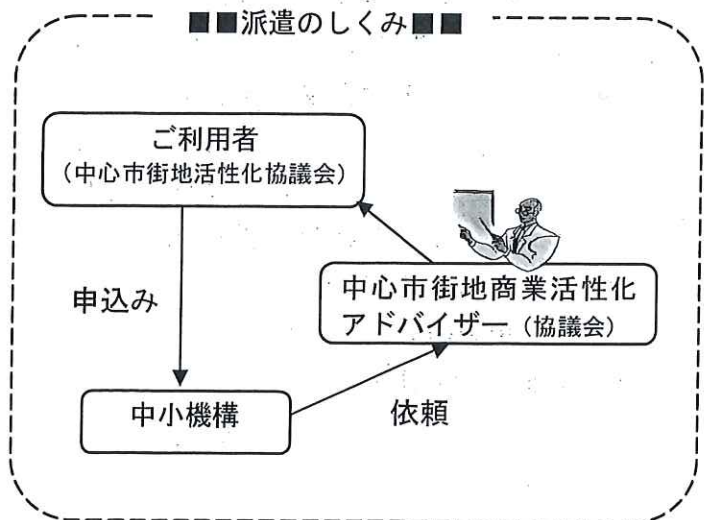 ■■派遣のしくみ■■
ご利用者
（中心市街地活性化協議会）
申込み
中心市街地商業活性化
アドバイザー（協議会）
中小機構
依頼